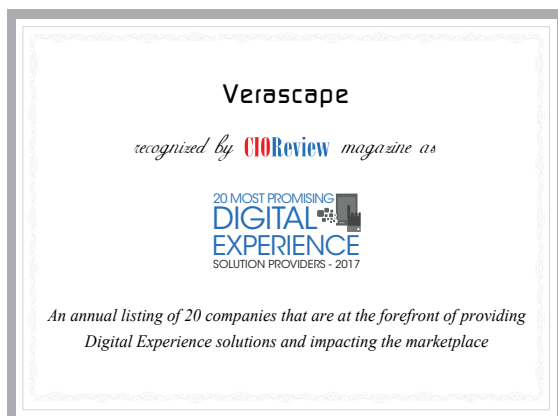 Verascape
recognized by CIOReview magazine as
20 MOST PROMISING
DIGITAL
EXPERIENCE
SOLUTION PROVIDERS - 2017
An annual listing of 20 companies that are at the forefront of providing
Digital Experience solutions and impacting the marketplace